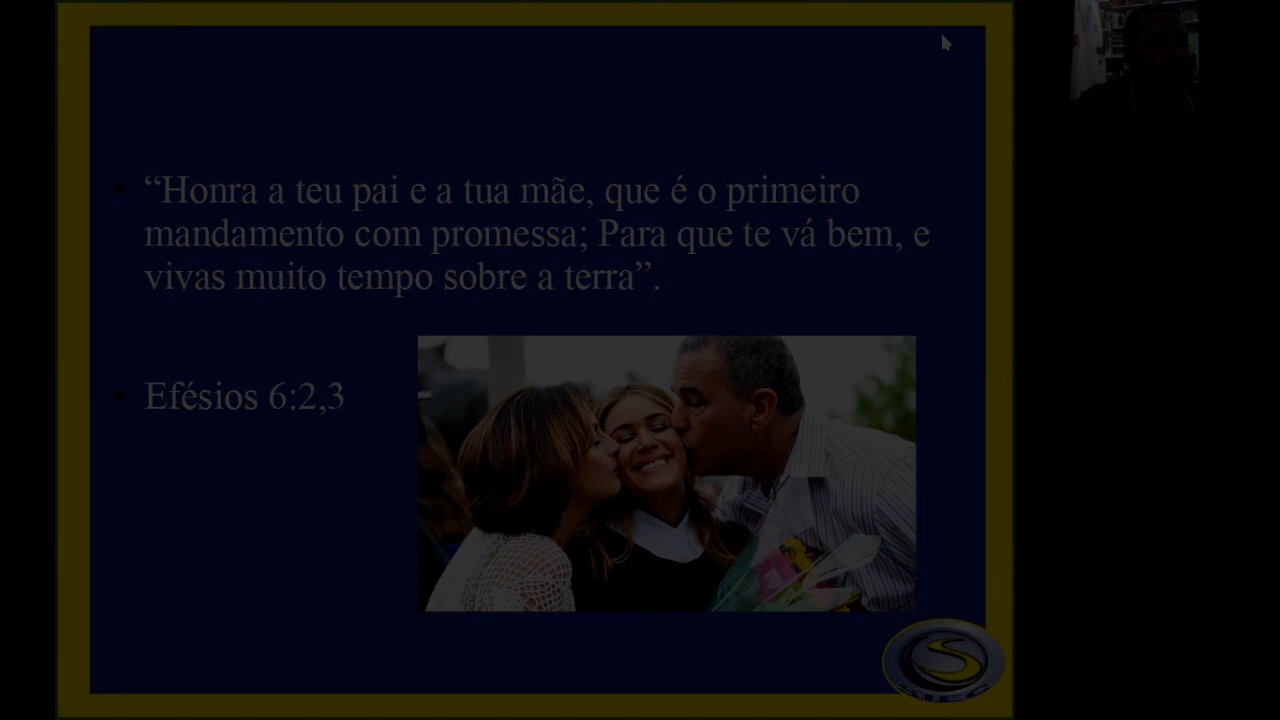 “Honra a teu pai e a tua mãe, que é o primeiro
mandamento com promessa; Para que te vá bem, e
vivas muito tempo sobre a terra”.
Efésios 6:2,3